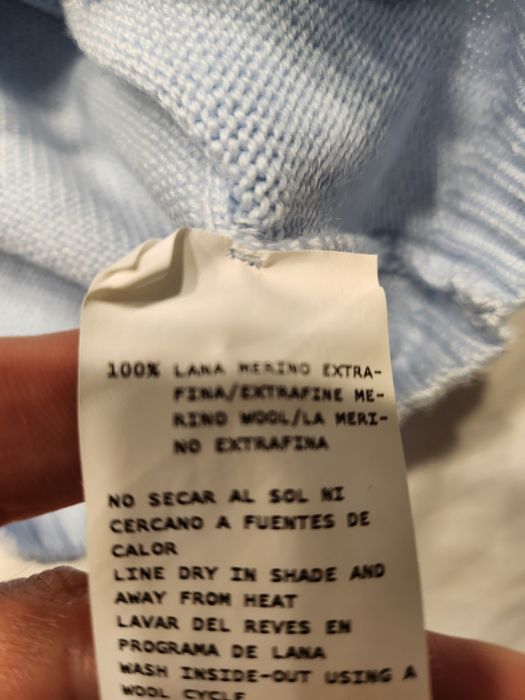 100% LANA MERINO EXTRA-
FINA/EXTRAFINE ME-
RINO WOOL/LA MERI-
NO EXTRAFINA
NO SECAR AL SOL NI
CERCANO A FUENTES DE
CALOR
LINE DRY IN SHADE AND
AWAY FROM HEAT
LAVAR DEL REVES EN
PROGRAMA DE LANA
WASH INSIDE-OUT USING A
WOOL CYCLE